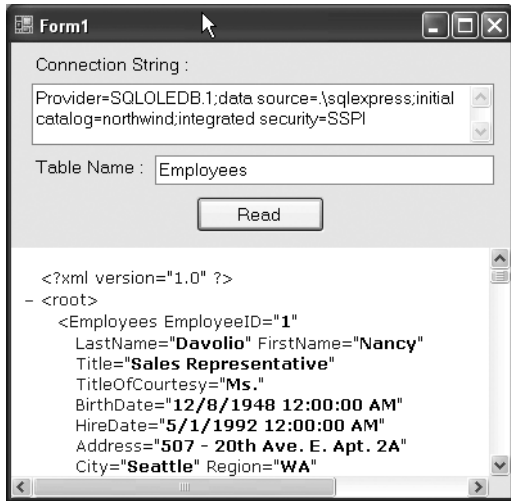 Form1
Connection String :
Provider=SQLOLEDB.1;data source=.\sqlexpress;initial
catalog=northwind;integrated security=SSPI
Table Name : Employees
Read
<?xml version="1.0" ?>
- <root>
<Employees EmployeeID="1"
LastName="Davolio" FirstName="Nancy"
Title="Sales Representative"
TitleOfCourtesy="Ms."
BirthDate="12/8/1948 12:00:00 AM"
HireDate="5/1/1992 12:00:00 AM"
Address="507 - 20th Ave. E. Apt. 2A"
City="Seattle" Region="WA"